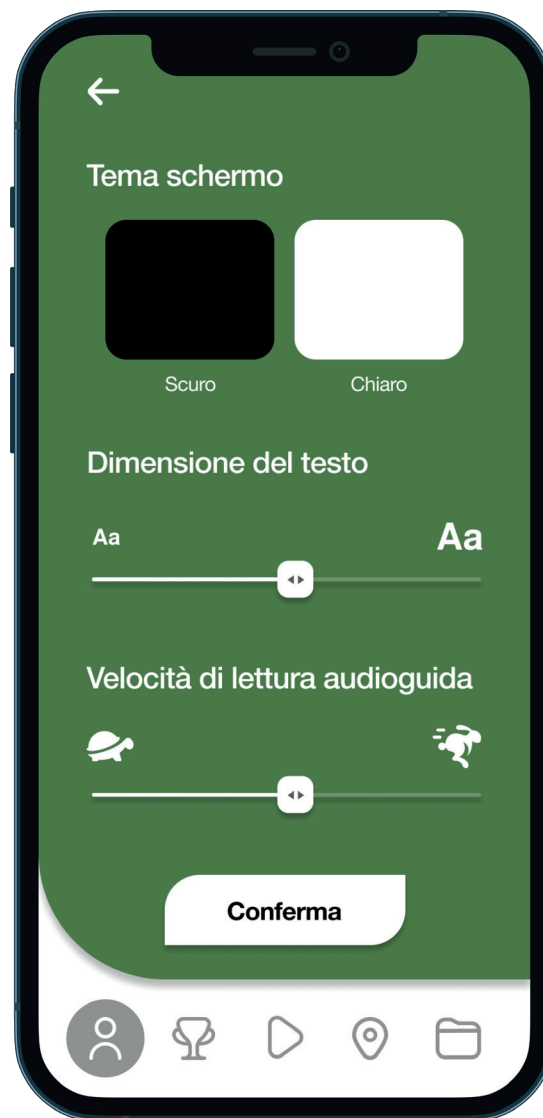 Tema schermo
Scuro Chiaro
Dimensione del testo
Aa Aa
Velocità di lettura audioguida
Conferma